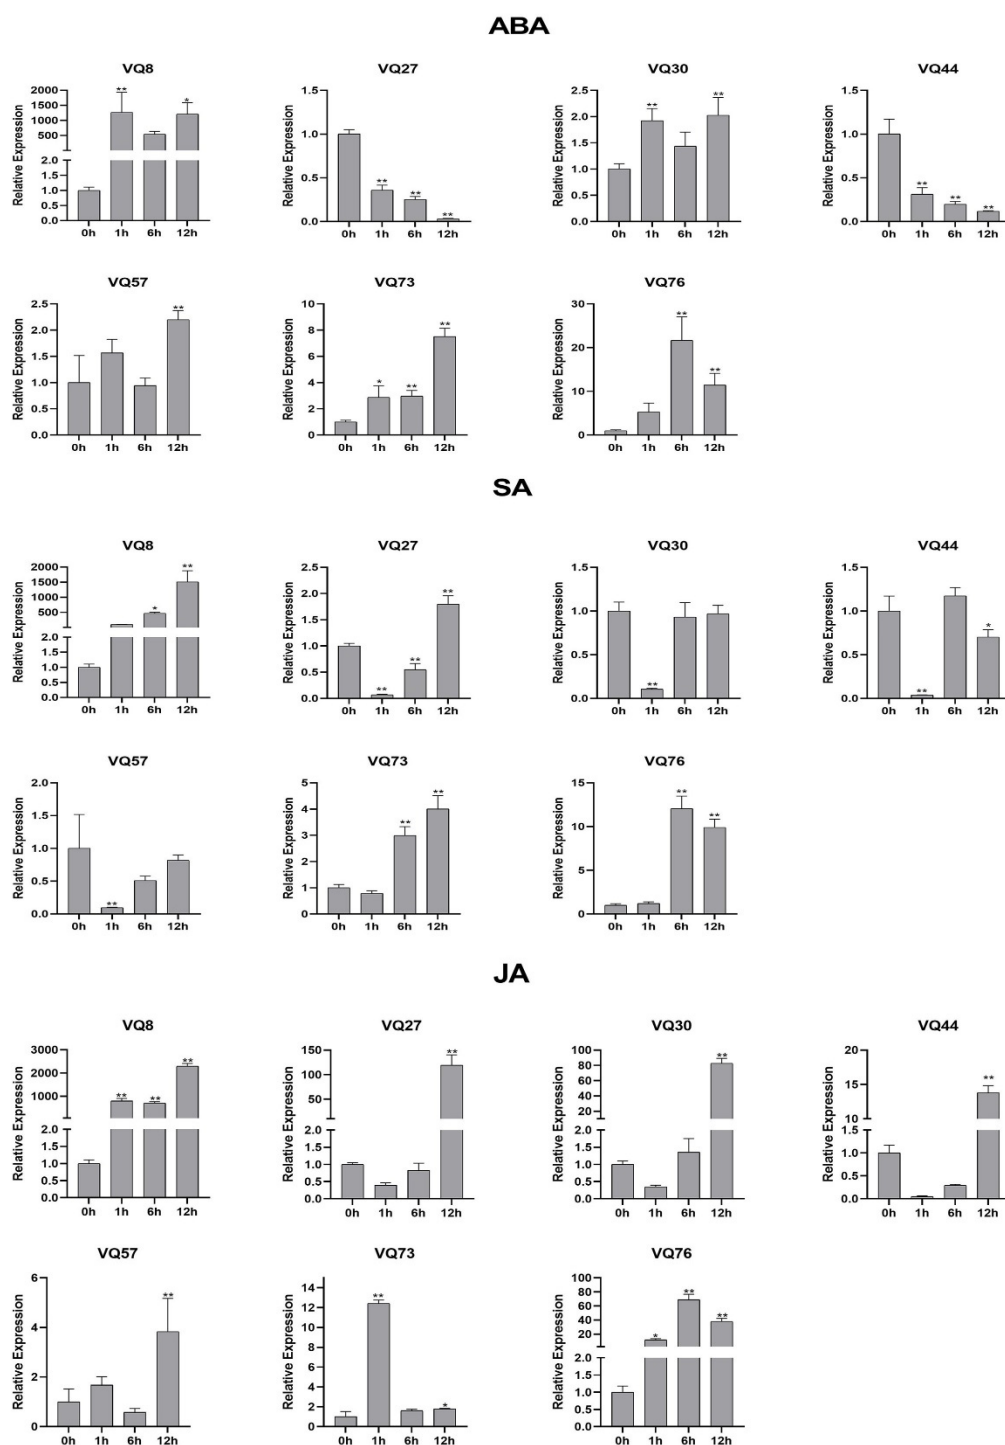 ABA
VQ8 VQ27 VQ30 VQ44
Relative Expression
2000
1500
1000
500
2.0
1.5
1.0
0.5
0.0
** *
0h 1h 6h 12h
Relative Expression
1.5
1.0
0.5
0.0
** ** **
0h 1h 6h 12h
Relative Expression
2.5
2.0
1.5
1.0
0.5
0.0
** **
0h 1h 6h 12h
Relative Expression
1.5
1.0
0.5
0.0
** ** **
0h 1h 6h 12h
VQ57 VQ73 VQ76
Relative Expression
2.5
2.0
1.5
1.0
0.5
0.0
**
0h 1h 6h 12h
Relative Expression
10
8
6
4
2
0
* ** **
0h 1h 6h 12h
Relative Expression
30
20
10
0
** **
0h 1h 6h 12h
SA
VQ8 VQ27 VQ30 VQ44
Relative Expression
2000
1500
1000
500
2.0
1.5
1.0
0.5
0.0
* **
0h 1h 6h 12h
Relative Expression
2.5
2.0
1.5
1.0
0.5
0.0
** ** **
0h 1h 6h 12h
Relative Expression
1.5
1.0
0.5
0.0
**
0h 1h 6h 12h
Relative Expression
1.5
1.0
0.5
0.0
** *
0h 1h 6h 12h
VQ57 VQ73 VQ76
Relative Expression
2.0
1.5
1.0
0.5
0.0
**
0h 1h 6h 12h
Relative Expression
5
4
3
2
1
0
** **
0h 1h 6h 12h
Relative Expression
15
10
5
0
** **
0h 1h 6h 12h
JA
VQ8 VQ27 VQ30 VQ44
Relative Expression
3000
2000
1000
2.0
1.5
1.0
0.5
0.0
** ** **
0h 1h 6h 12h
Relative Expression
150
100
50
2.0
1.5
1.0
0.5
0.0
**
0h 1h 6h 12h
Relative Expression
100
80
60
40
20
10
2.0
1.5
1.0
0.5
0.0
**
0h 1h 6h 12h
Relative Expression
20
15
10
1.5
1.0
0.5
0.0
**
0h 1h 6h 12h
VQ57 VQ73 VQ76
Relative Expression
6
4
2
0
**
0h 1h 6h 12h
Relative Expression
14
12
10
8
6
4
2
0
** *
0h 1h 6h 12h
Relative Expression
100
80
60
40
20
2.0
1.5
1.0
0.5
0.0
* ** **
0h 1h 6h 12h